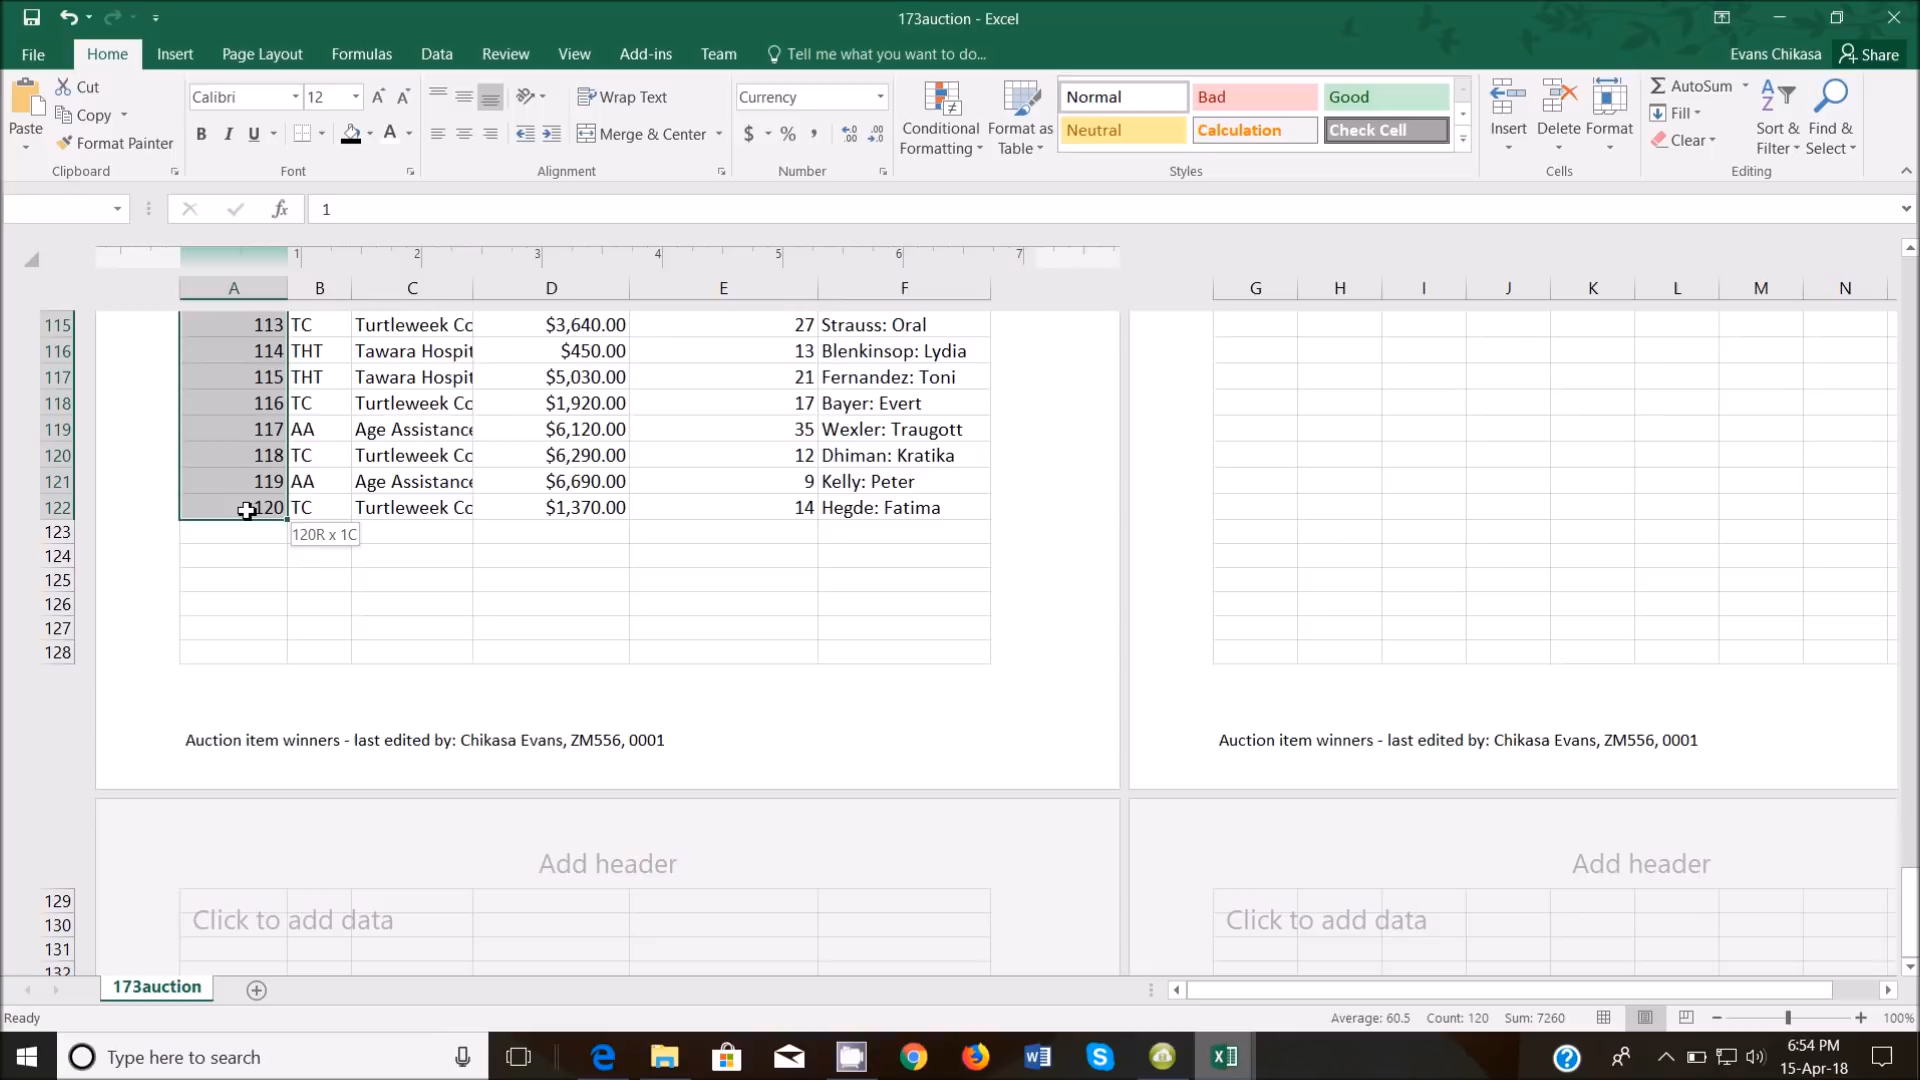 173auction - Excel
File Home Insert Page Layout Formulas Data Review View Add-ins Team Tell me what you want to do... Evans Chikasa Share
Paste
Cut
Copy
Format Painter
Clipboard
Calibri 12
B I U
Font
Wrap Text
Merge & Center
Alignment
Currency
$ % ,
Number
Conditional Formatting
Format as Table
Normal Bad Good
Neutral Calculation Check Cell
Styles
Insert Delete Format
Cells
AutoSum
Fill
Clear
Sort & Filter
Find & Select
Editing
fx 1
1 2 3 4 5 6 7
A B C D E F G H I J K L M N
115 113 TC Turtleweek Co $3,640.00 27 Strauss: Oral
116 114 THT Tawara Hospit $450.00 13 Blenkinsop: Lydia
117 115 THT Tawara Hospit $5,030.00 21 Fernandez: Toni
118 116 TC Turtleweek Co $1,920.00 17 Bayer: Evert
119 117 AA Age Assistance $6,120.00 35 Wexler: Traugott
120 118 TC Turtleweek Co $6,290.00 12 Dhiman: Kratika
121 119 AA Age Assistance $6,690.00 9 Kelly: Peter
122 120 TC Turtleweek Co $1,370.00 14 Hegde: Fatima
123 120R x 1C
124
125
126
127
128
Auction item winners - last edited by: Chikasa Evans, ZM556, 0001 Auction item winners - last edited by: Chikasa Evans, ZM556, 0001
Add header Add header
129
130 Click to add data Click to add data
131
132
173auction
Ready Average: 60.5 Count: 120 Sum: 7260 100%
Type here to search
6:54 PM
15-Apr-18